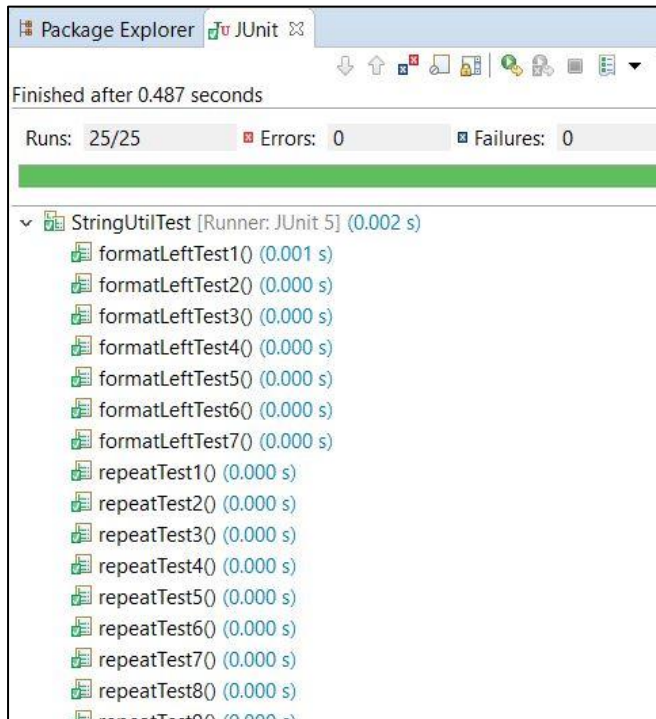 Package Explorer JUnit
Finished after 0.487 seconds
Runs: 25/25 Errors: 0 Failures: 0
StringUtilTest [Runner: JUnit 5] (0.002 s)
formatLeftTest1() (0.001 s)
formatLeftTest2() (0.000 s)
formatLeftTest3() (0.000 s)
formatLeftTest4() (0.000 s)
formatLeftTest5() (0.000 s)
formatLeftTest6() (0.000 s)
formatLeftTest7() (0.000 s)
repeatTest1() (0.000 s)
repeatTest2() (0.000 s)
repeatTest3() (0.000 s)
repeatTest4() (0.000 s)
repeatTest5() (0.000 s)
repeatTest6() (0.000 s)
repeatTest7() (0.000 s)
repeatTest8() (0.000 s)